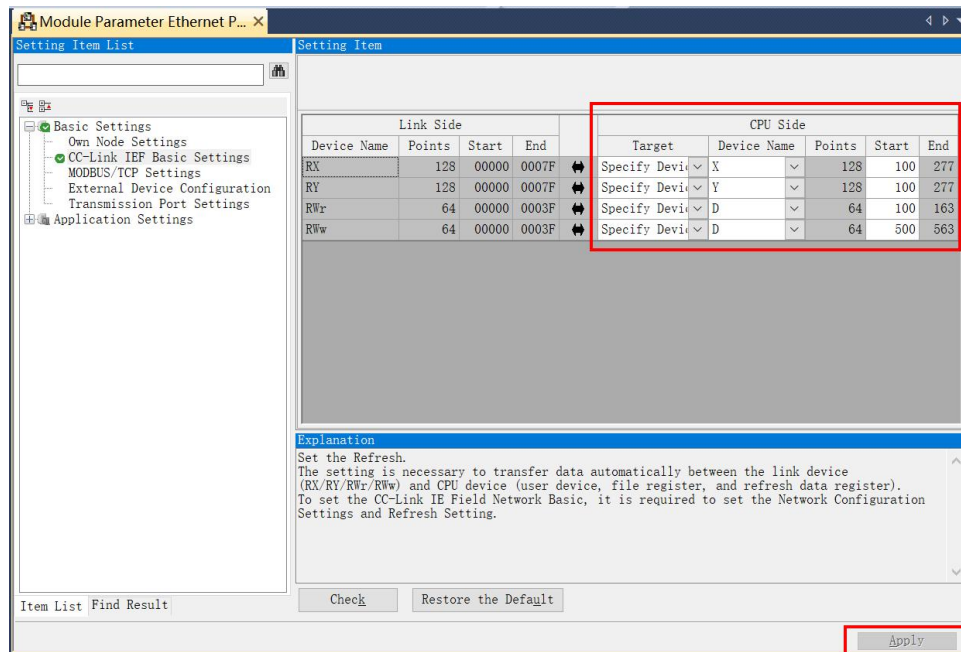 Module Parameter Ethernet P...
Setting Item List
Setting Item
Basic Settings
Own Node Settings
CC-Link IEF Basic Settings
MODBUS/TCP Settings
External Device Configuration
Transmission Port Settings
Application Settings
Link Side CPU Side
Device Name Points Start End Target Device Name Points Start End
RX 128 00000 0007F Specify Devi X 128 100 277
RY 128 00000 0007F Specify Devi Y 128 100 277
RWr 64 00000 0003F Specify Devi D 64 100 163
RWw 64 00000 0003F Specify Devi D 64 500 563
Explanation
Set the Refresh.
The setting is necessary to transfer data automatically between the link device
(RX/RY/RWr/RWw) and CPU device (user device, file register, and refresh data register).
To set the CC-Link IE Field Network Basic, it is required to set the Network Configuration
Settings and Refresh Setting.
Check Restore the Default
Item List Find Result
Apply